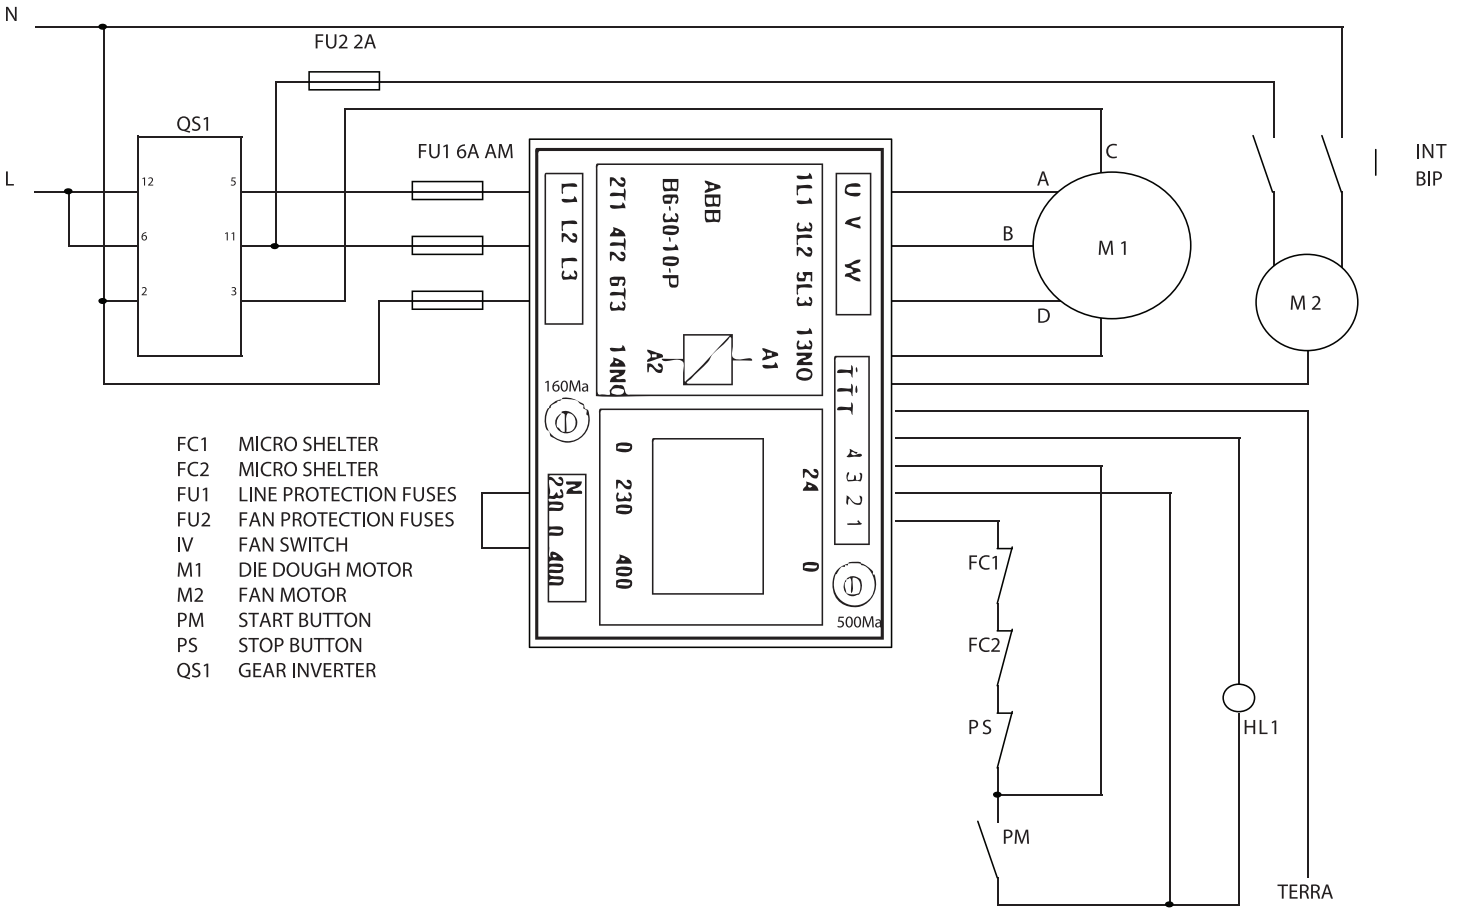 N
FU2 2A
QS1
FU1 6A AM
L
12 5
6 11
2 3
C
A
B
D
M 1
INT
BIP
M 2
L1 L2 L3
2T1 4T2 6T3 14NO
B6-30-10-P
ABB
1L1 3L2 5L3 13NO
U V W
A2 A1
160Ma
T T T 4 3 2 1
N
230 0 400
0 230 400
24 0
500Ma
FC1 MICRO SHELTER
FC2 MICRO SHELTER
FU1 LINE PROTECTION FUSES
FU2 FAN PROTECTION FUSES
IV FAN SWITCH
M1 DIE DOUGH MOTOR
M2 FAN MOTOR
PM START BUTTON
PS STOP BUTTON
QS1 GEAR INVERTER
FC1
FC2
PS
HL1
PM
TERRA